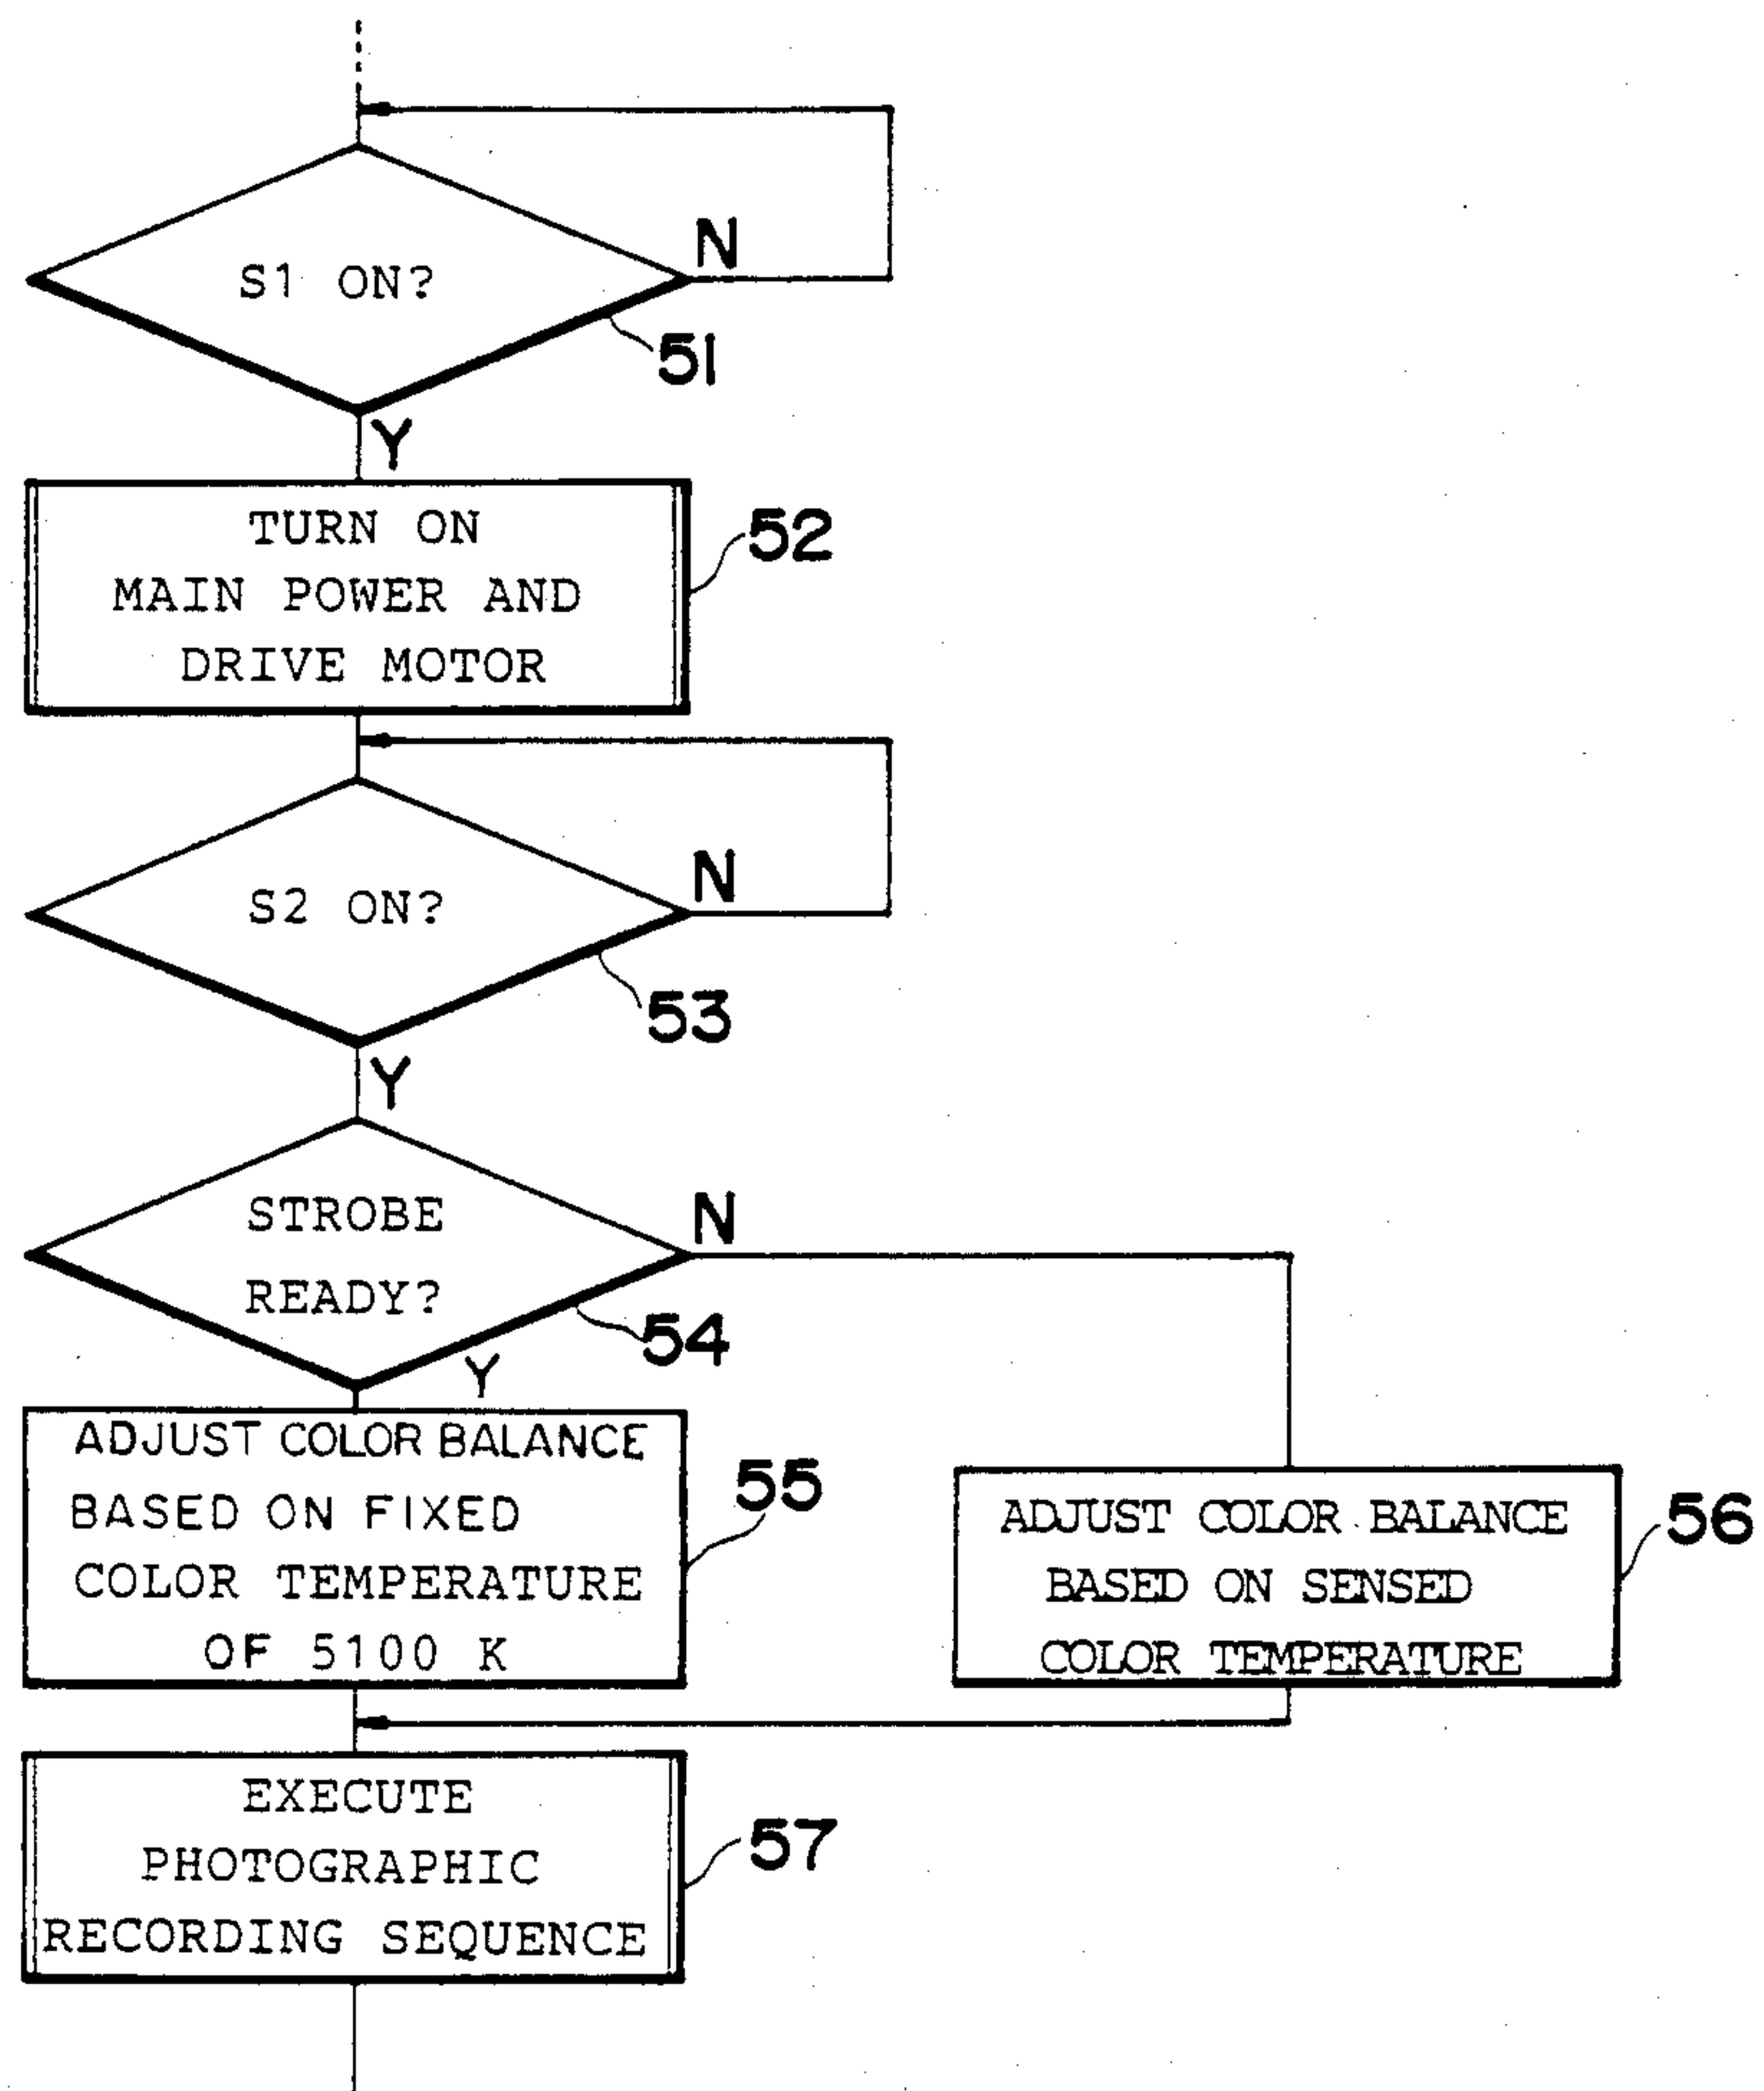 N
S1 ON?
51
Y
TURN ON
MAIN POWER AND
DRIVE MOTOR
52
N
S2 ON?
53
Y
N
STROBE
READY?
54
Y
ADJUST COLOR BALANCE
BASED ON FIXED
COLOR TEMPERATURE
OF 5100 K
55
ADJUST COLOR BALANCE
BASED ON SENSED
COLOR TEMPERATURE
56
EXECUTE
PHOTOGRAPHIC
RECORDING SEQUENCE
57